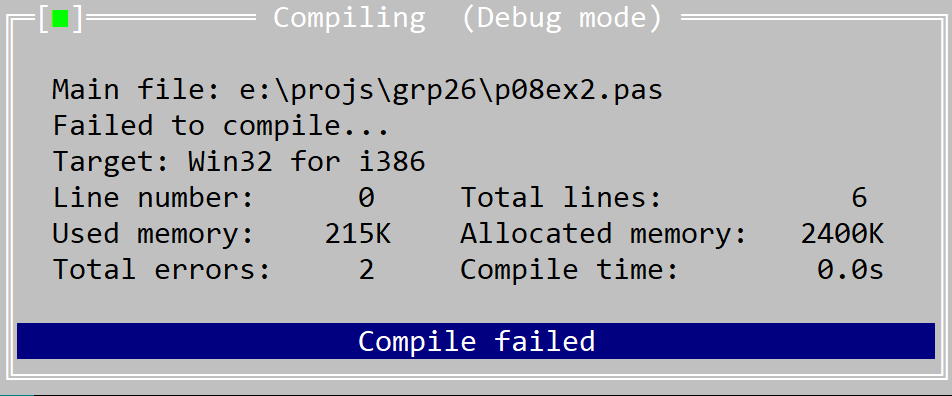 [■] Compiling  (Debug mode)
Main file: e:\projs\grp26\p08ex2.pas
Failed to compile...
Target: Win32 for i386
Line number: 0 Total lines: 6
Used memory: 215K Allocated memory: 2400K
Total errors: 2 Compile time: 0.0s
Compile failed